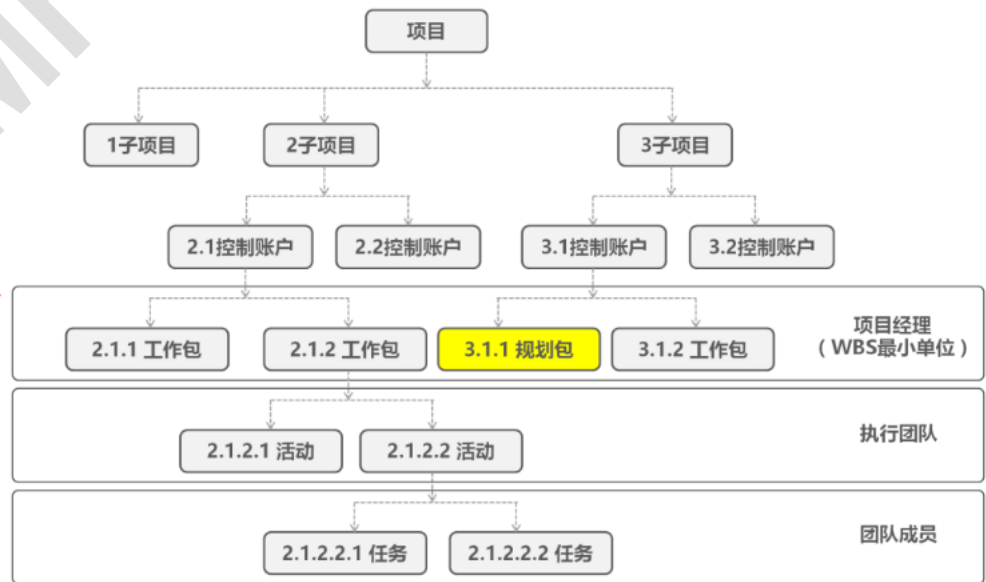 项目
1子项目
2子项目
3子项目
2.1控制账户
2.2控制账户
3.1控制账户
3.2控制账户
2.1.1 工作包
2.1.2 工作包
3.1.1 规划包
3.1.2 工作包
项目经理
（WBS最小单位）
2.1.2.1 活动
2.1.2.2 活动
执行团队
2.1.2.2.1 任务
2.1.2.2.2 任务
团队成员